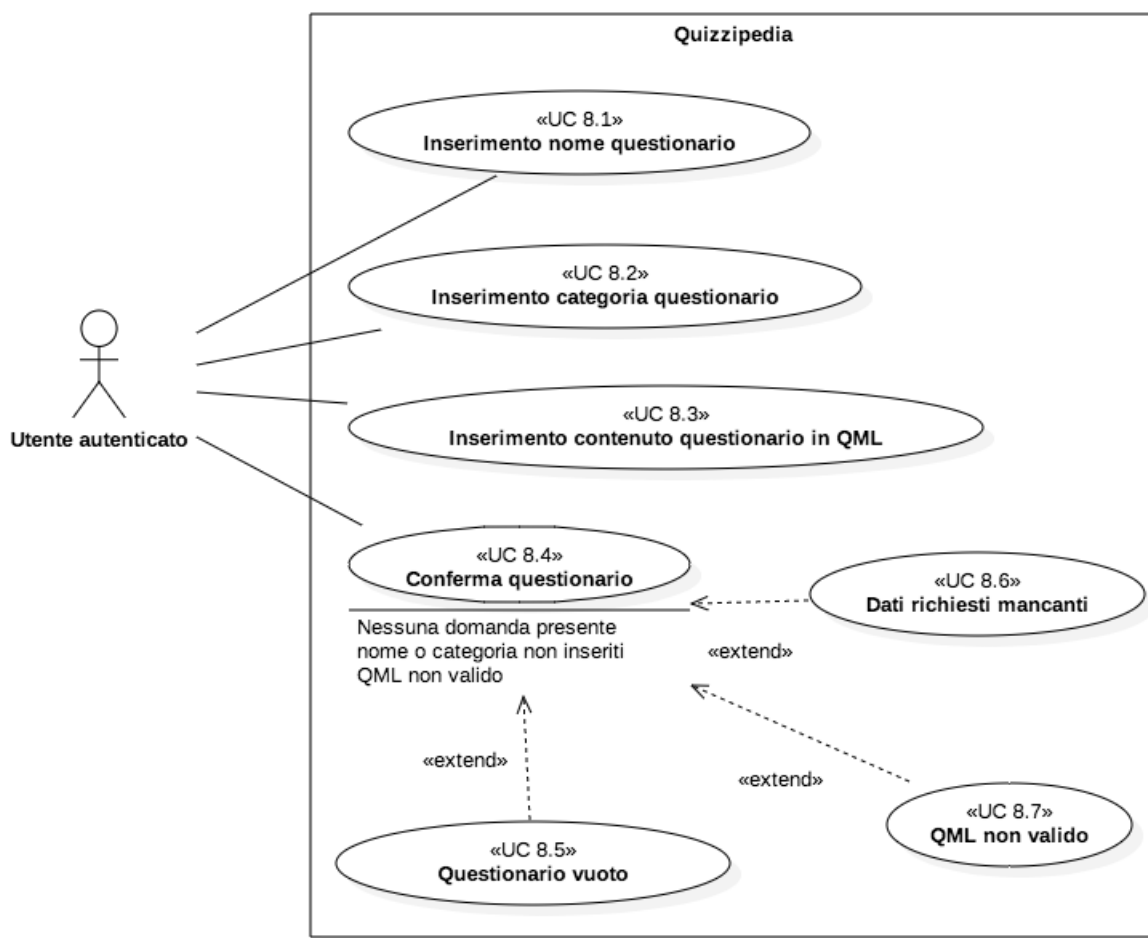 Quizzipedia
«UC 8.1»
Inserimento nome questionario
«UC 8.2»
Inserimento categoria questionario
«UC 8.3»
Inserimento contenuto questionario in QML
Utente autenticato
«UC 8.4»
Conferma questionario
Nessuna domanda presente
nome o categoria non inseriti
QML non valido
«UC 8.6»
Dati richiesti mancanti
«extend»
«extend»
«extend»
«UC 8.7»
QML non valido
«UC 8.5»
Questionario vuoto